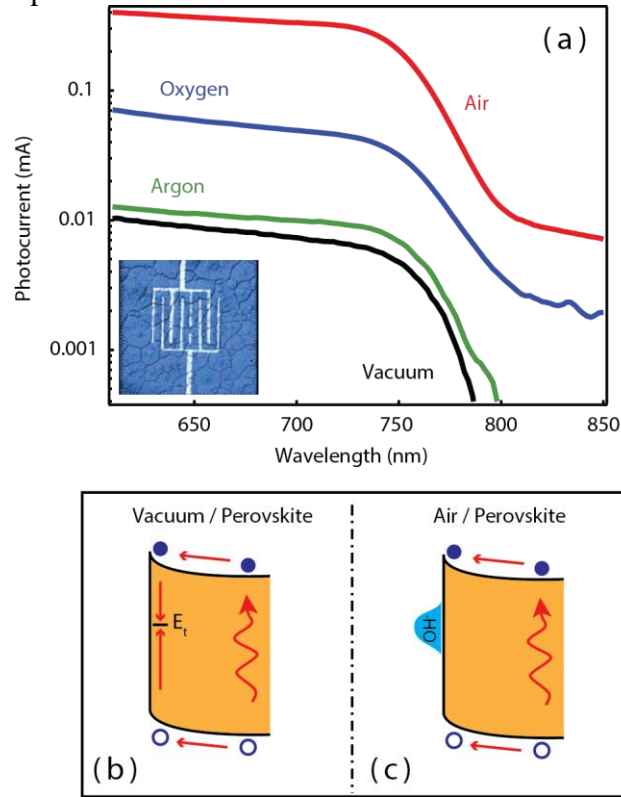 (a)
0.1
0.01
0.001
Photocurrent (mA)
Oxygen
Air
Argon
Vacuum
650
700
750
800
850
Wavelength (nm)
Vacuum / Perovskite
Air / Perovskite
Et
OH
(b)
(c)